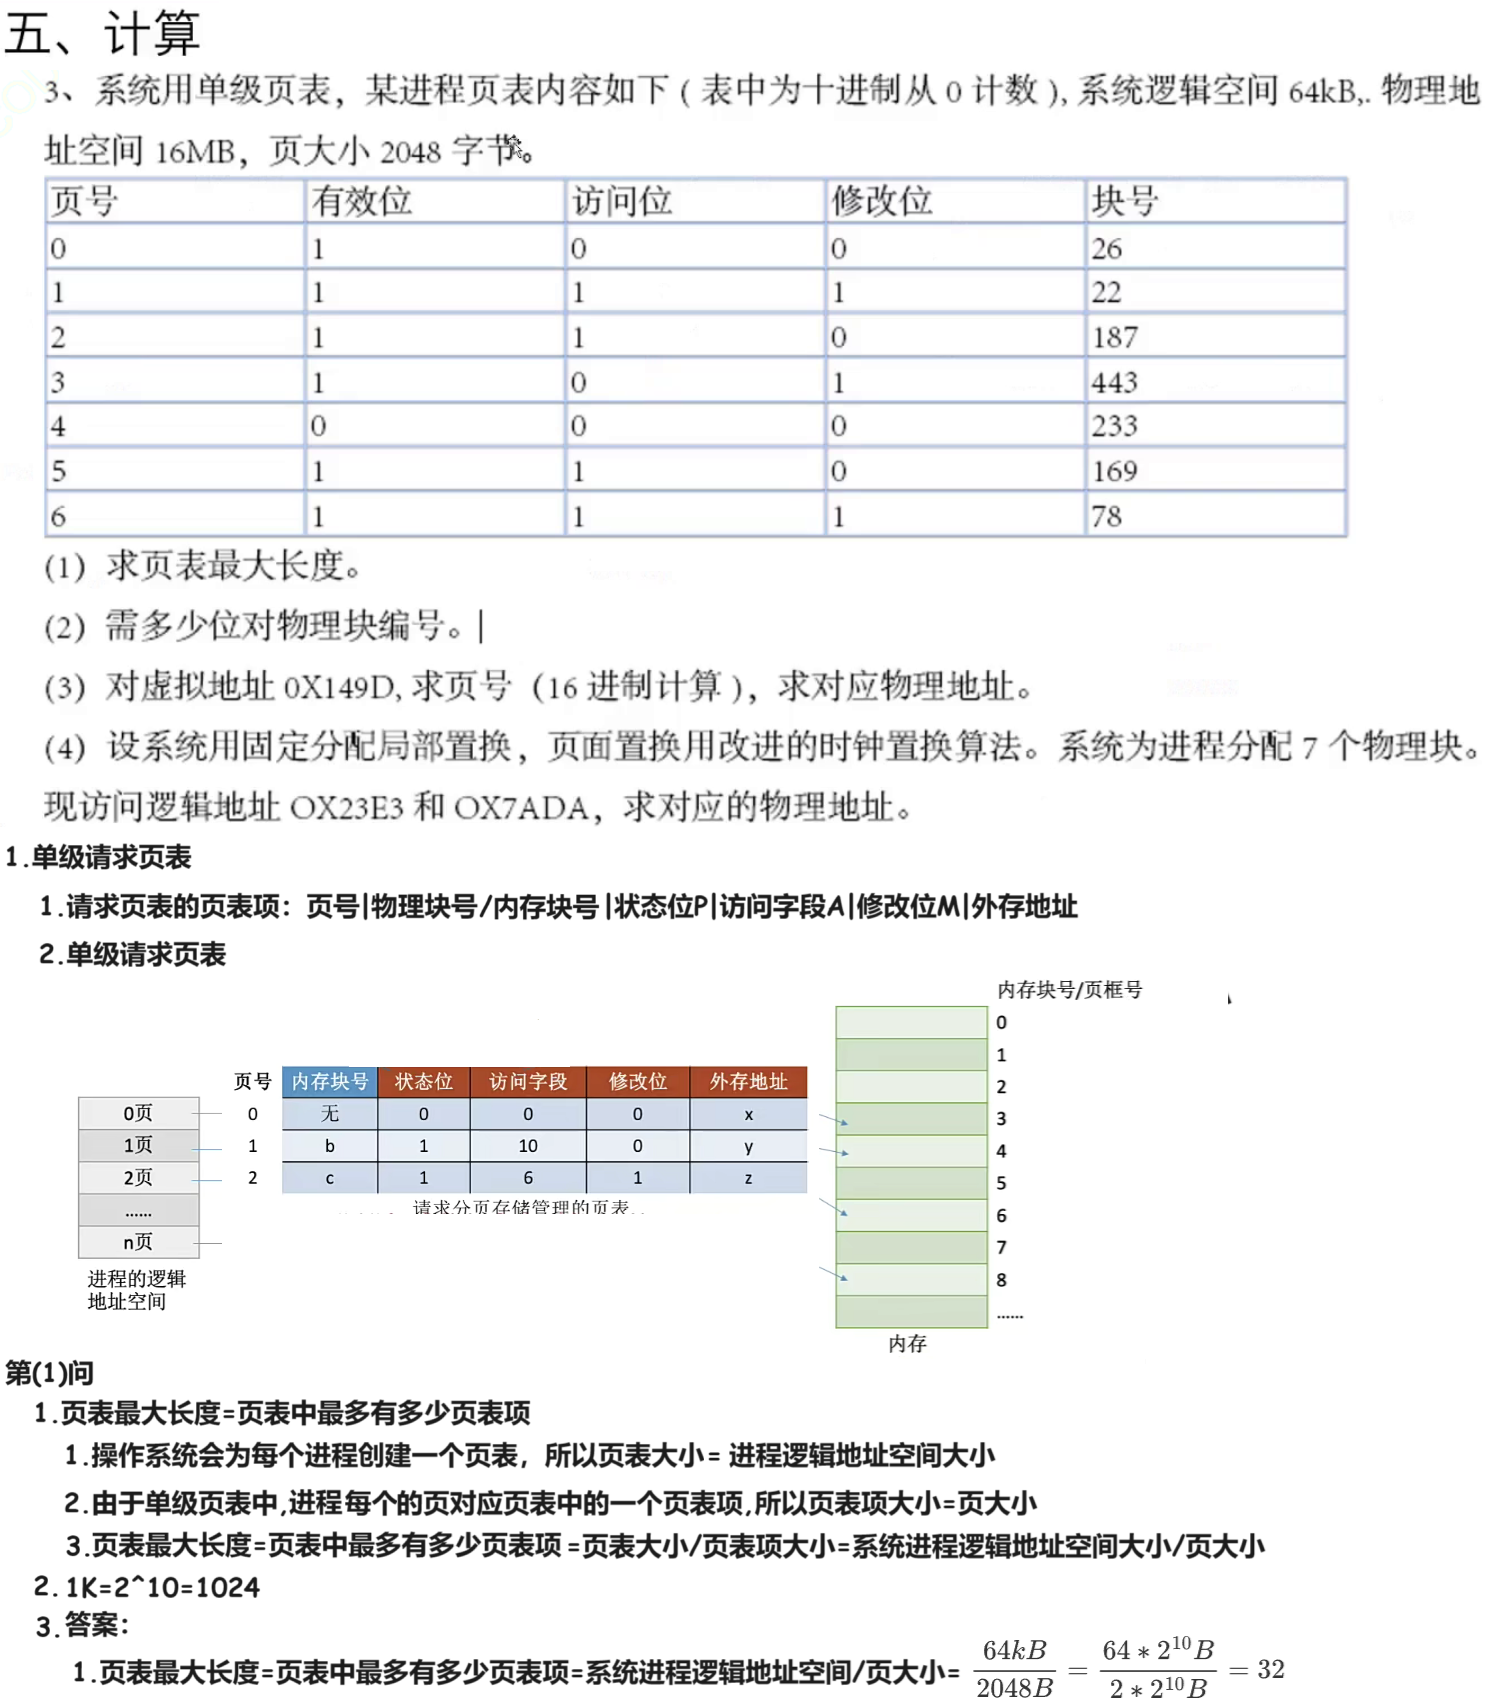 五、计算
3、系统用单级页表，某进程页表内容如下 ( 表中为十进制从 0 计数 ), 系统逻辑空间 64kB,. 物理地
址空间 16MB，页大小 2048 字节。
页号 有效位 访问位 修改位 块号
0 1 0 0 26
1 1 1 1 22
2 1 1 0 187
3 1 0 1 443
4 0 0 0 233
5 1 1 0 169
6 1 1 1 78
(1) 求页表最大长度。
(2) 需多少位对物理块编号。
(3) 对虚拟地址 0X149D, 求页号（16 进制计算 )，求对应物理地址。
(4) 设系统用固定分配局部置换，页面置换用改进的时钟置换算法。系统为进程分配 7 个物理块。
现访问逻辑地址 OX23E3 和 OX7ADA，求对应的物理地址。
1.单级请求页表
1.请求页表的页表项：页号|物理块号/内存块号|状态位P|访问字段A|修改位M|外存地址
2.单级请求页表
内存块号/页框号
0
1
2
3
4
5
6
7
8
......
内存
页号 内存块号 状态位 访问字段 修改位 外存地址
0 无 0 0 0 x
1 b 1 10 0 y
2 c 1 6 1 z
请求分页存储管理的页表
0页
1页
2页
......
n页
进程的逻辑
地址空间
第(1)问
1.页表最大长度=页表中最多有多少页表项
1.操作系统会为每个进程创建一个页表，所以页表大小= 进程逻辑地址空间大小
2.由于单级页表中,进程每个的页对应页表中的一个页表项,所以页表项大小=页大小
3.页表最大长度=页表中最多有多少页表项 =页表大小/页表项大小=系统进程逻辑地址空间大小/页大小
2. 1K=2^10=1024
3. 答案：
1.页表最大长度=页表中最多有多少页表项=系统进程逻辑地址空间/页大小= 64kB/2048B = 64 ∗ 2^10 B/2 ∗ 2^10 B = 32